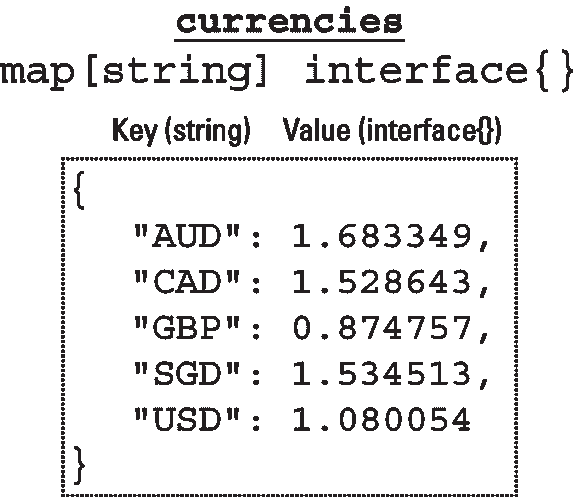 currencies
map[string] interface{}
Key (string) Value (interface{})
{
"AUD": 1.683349,
"CAD": 1.528643,
"GBP": 0.874757,
"SGD": 1.534513,
"USD": 1.080054
}